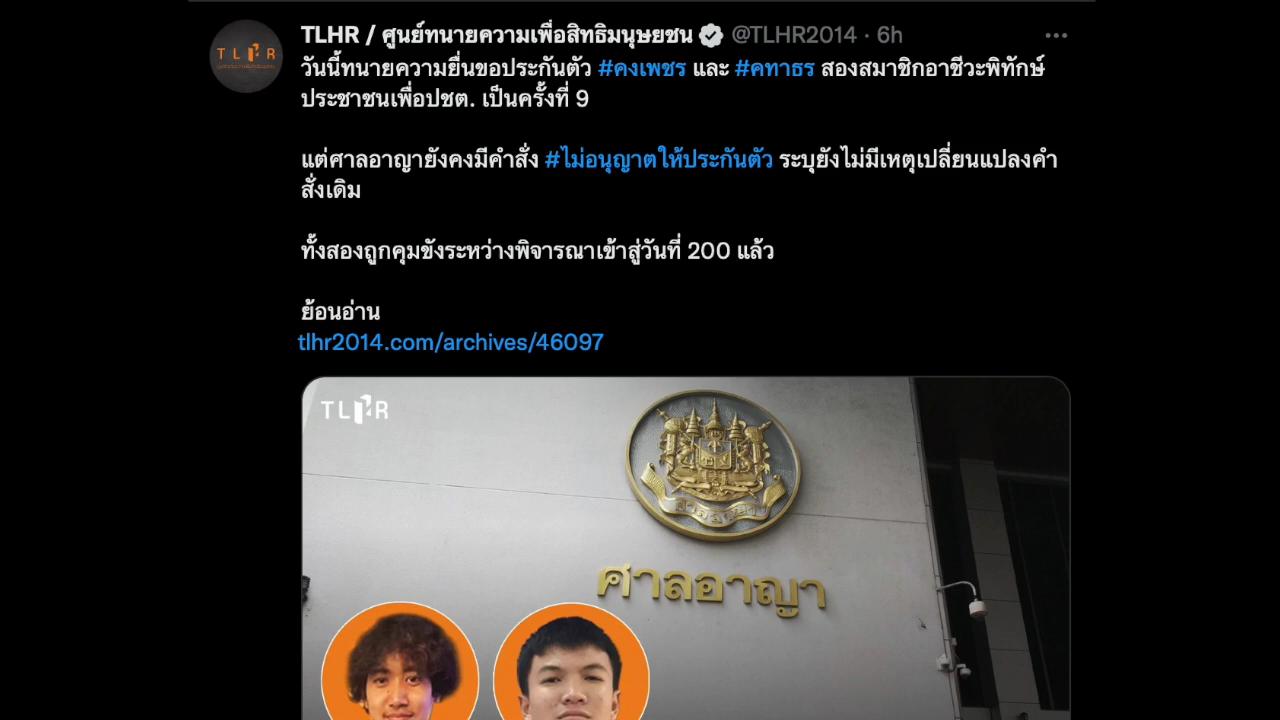 TLHR
TLHR / ศูนย์ทนายความเพื่อสิทธิมนุษยชน @TLHR2014 · 6h
วันนี้ทนายความยื่นขอประกันตัว #คงเพชร และ #คทาธร สองสมาชิกอาชีวะพิทักษ์
ประชาชนเพื่อปชต. เป็นครั้งที่ 9
แต่ศาลอาญายังคงมีคำสั่ง #ไม่อนุญาตให้ประกันตัว ระบุยังไม่มีเหตุเปลี่ยนแปลงคำ
สั่งเดิม
ทั้งสองถูกคุมขังระหว่างพิจารณาเข้าสู่วันที่ 200 แล้ว
ย้อนอ่าน
tlhr2014.com/archives/46097
TLHR
ศาลอาญา
ศาลอาญา